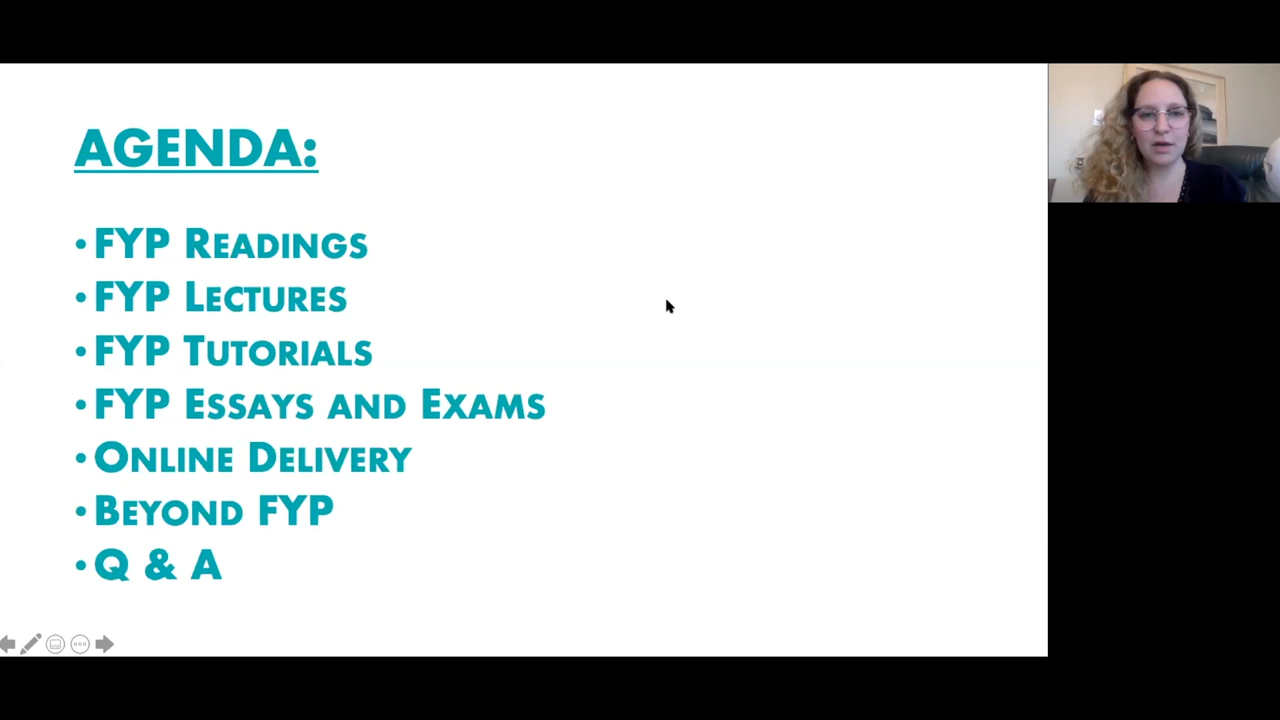 AGENDA:
• FYP READINGS
• FYP LECTURES
• FYP TUTORIALS
• FYP ESSAYS AND EXAMS
• ONLINE DELIVERY
• BEYOND FYP
• Q & A